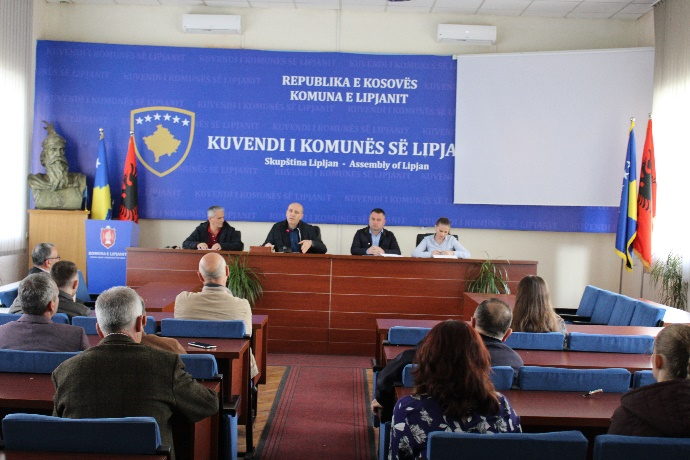 REPUBLIKA E KOSOVËS
KOMUNA E LIPJANIT
KUVENDI I KOMUNËS SË LIPJA
Skupština Lipljan - Assembly of Lipjan